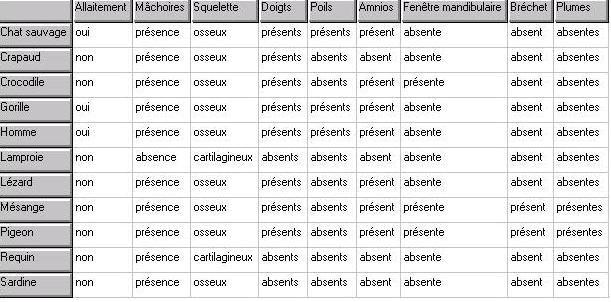 Allaitement Mâchoires Squelette Doigts Poils Amnios Fenêtre mandibulaire Bréchet Plumes
Chat sauvage oui présence osseux présents présents présent absente absent absentes
Crapaud non présence osseux présents absents absent absente absent absentes
Crocodile non présence osseux présents absents présent présente absent absentes
Gorille oui présence osseux présents présents présent absente absent absentes
Homme oui présence osseux présents présents présent absente absent absentes
Lamproie non absence cartilagineux absents absents absent absente absent absentes
Lézard non présence osseux présents absents présent absente absent absentes
Mésange non présence osseux présents absents présent présente présent présentes
Pigeon non présence osseux présents absents présent présente présent présentes
Requin non présence cartilagineux absents absents absent absente absent absentes
Sardine non présence osseux absents absents absent absente absent absentes